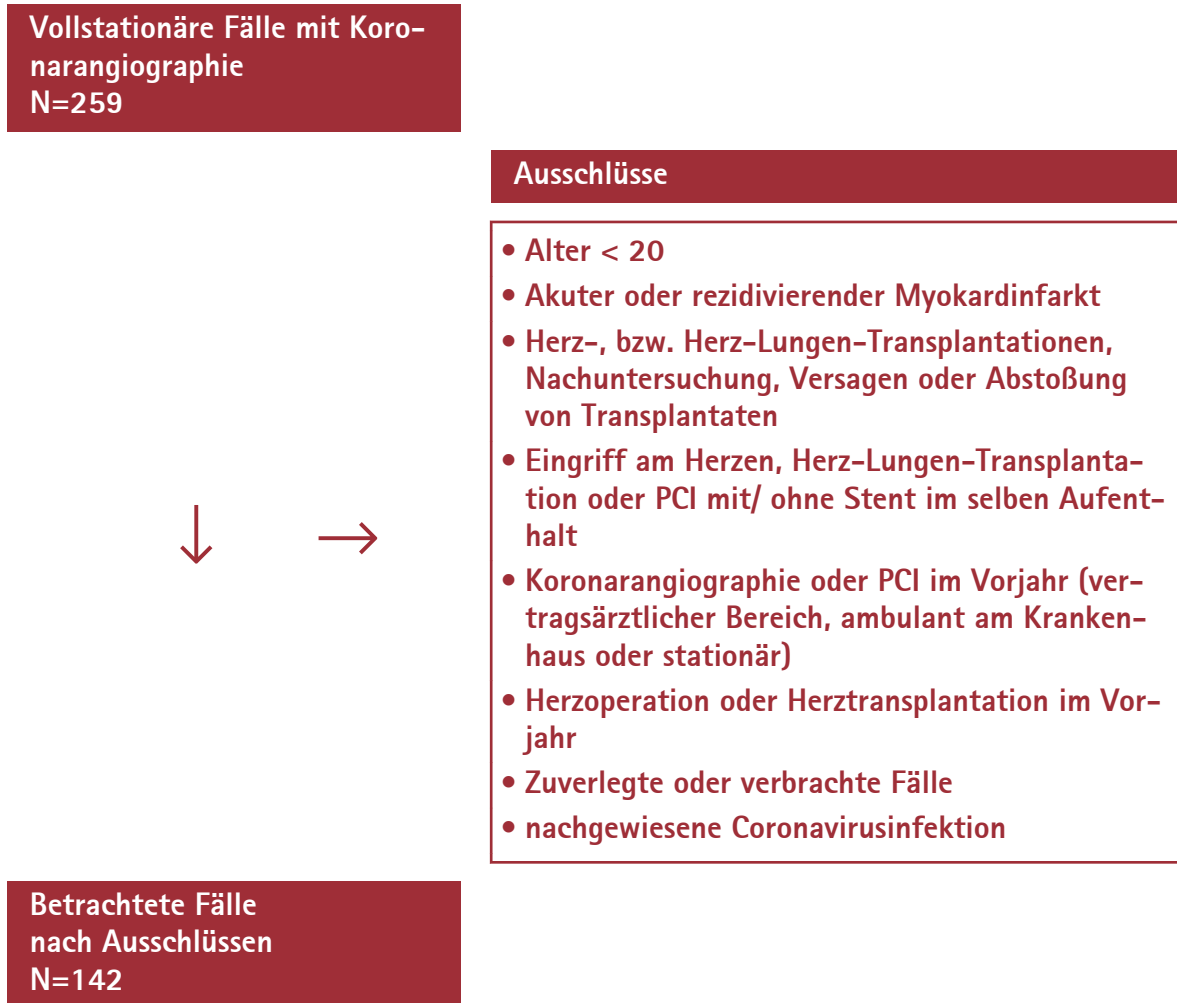 Vollstationäre Fälle mit Koro-
narangiographie
N=259
Ausschlüsse
• Alter < 20
• Akuter oder rezidivierender Myokardinfarkt
• Herz-, bzw. Herz-Lungen-Transplantationen,
Nachuntersuchung, Versagen oder Abstoßung
von Transplantaten
• Eingriff am Herzen, Herz-Lungen-Transplanta-
tion oder PCI mit/ ohne Stent im selben Aufent-
halt
• Koronarangiographie oder PCI im Vorjahr (ver-
tragsärztlicher Bereich, ambulant am Kranken-
haus oder stationär)
• Herzoperation oder Herztransplantation im Vor-
jahr
• Zuverlegte oder verbrachte Fälle
• nachgewiesene Coronavirusinfektion
Betrachtete Fälle
nach Ausschlüssen
N=142